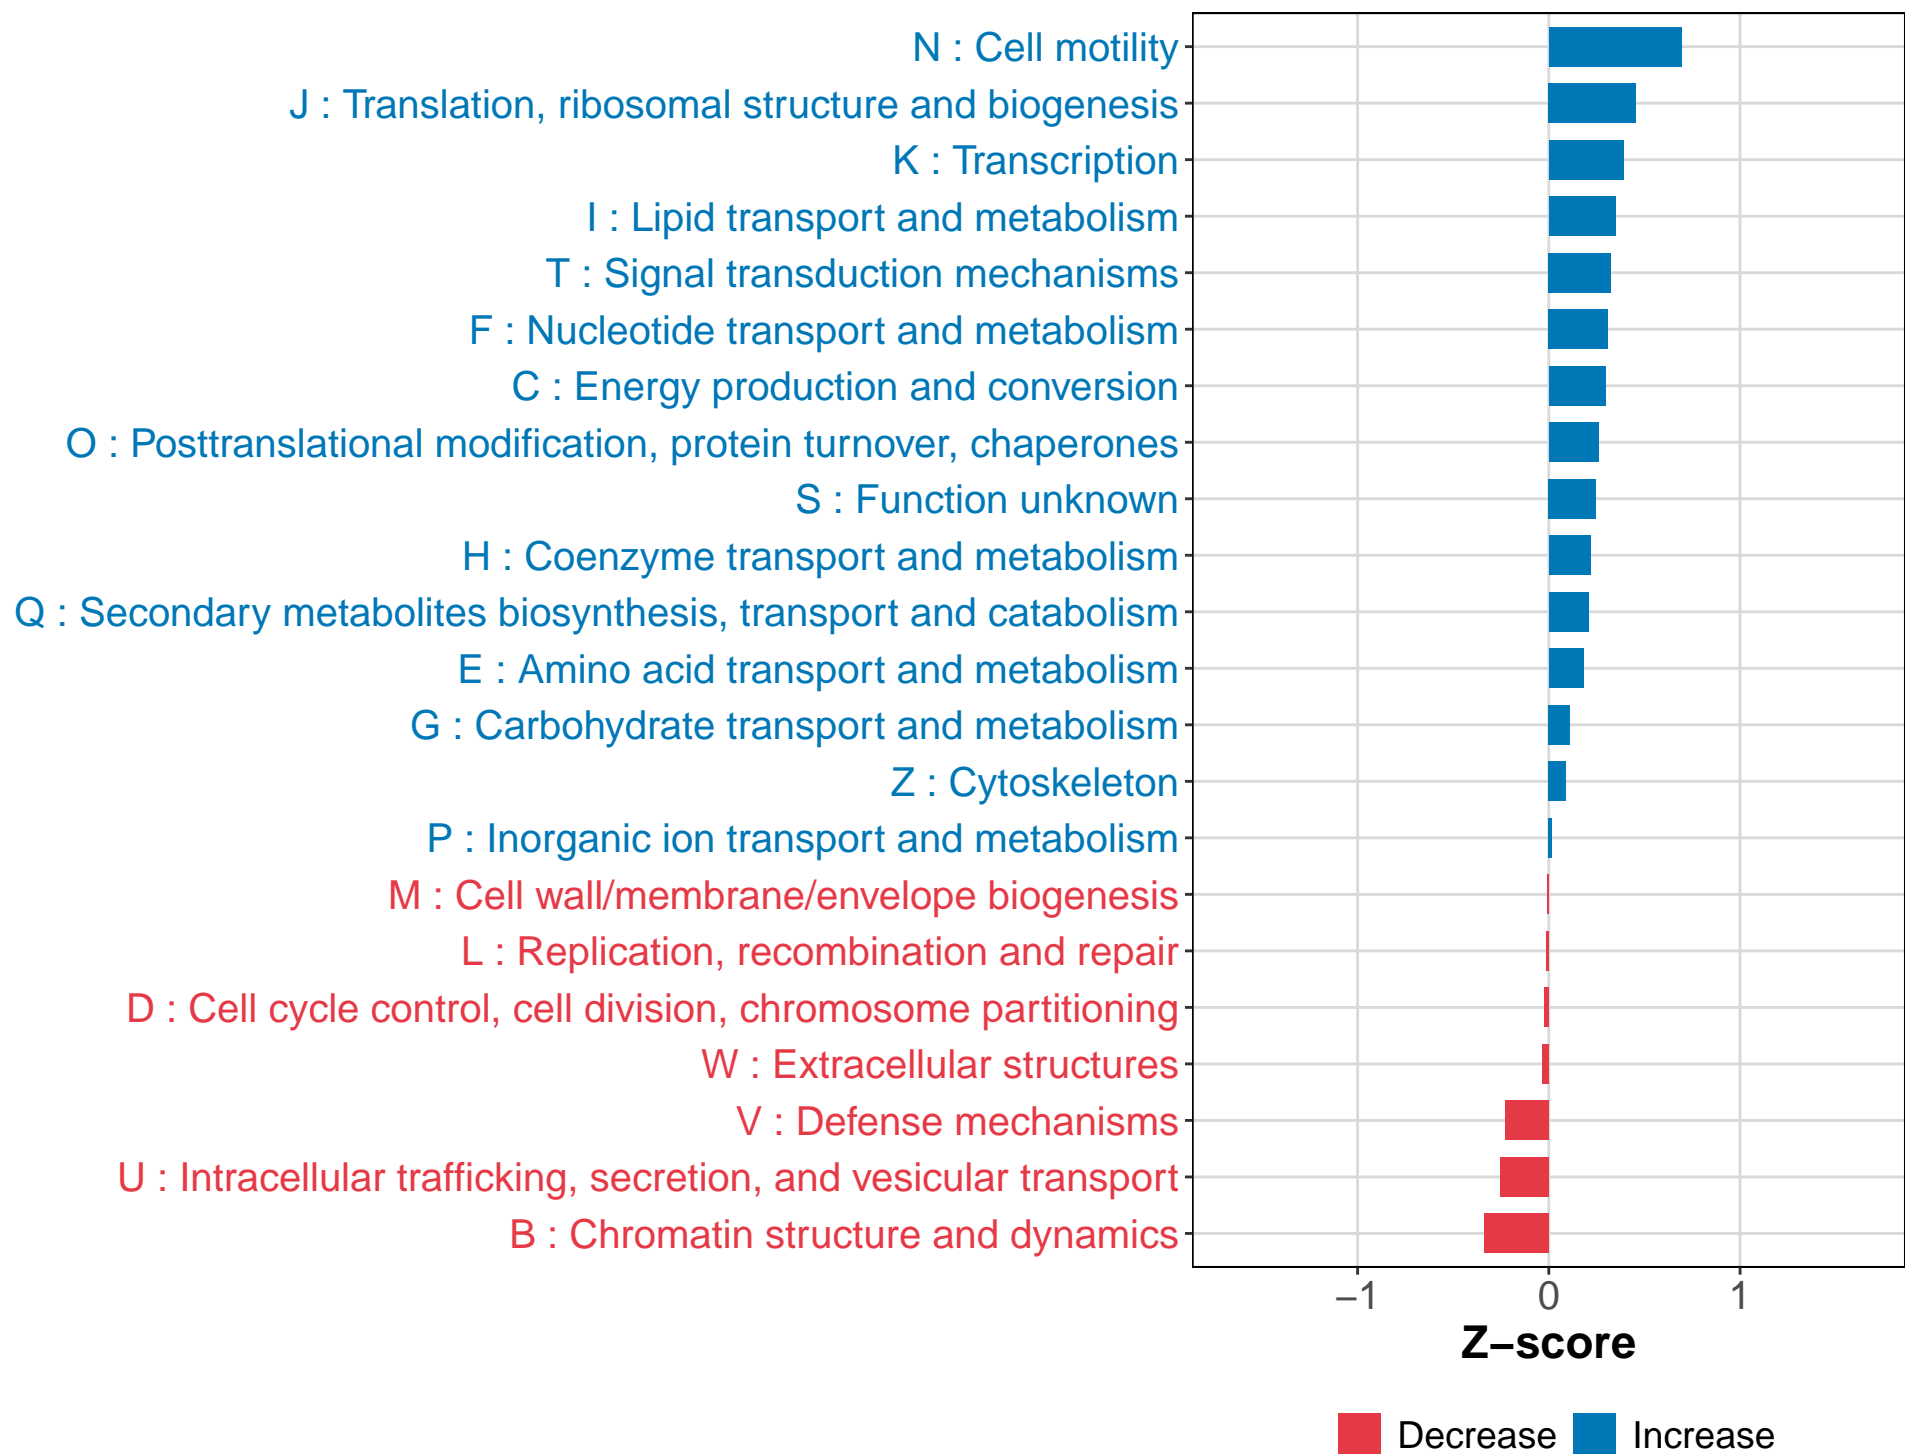 N : Cell motility
J : Translation, ribosomal structure and biogenesis
K : Transcription
I : Lipid transport and metabolism
T : Signal transduction mechanisms
F : Nucleotide transport and metabolism
C : Energy production and conversion
O : Posttranslational modification, protein turnover, chaperones
S : Function unknown
H : Coenzyme transport and metabolism
Q : Secondary metabolites biosynthesis, transport and catabolism
E : Amino acid transport and metabolism
G : Carbohydrate transport and metabolism
Z : Cytoskeleton
P : Inorganic ion transport and metabolism
M : Cell wall/membrane/envelope biogenesis
L : Replication, recombination and repair
D : Cell cycle control, cell division, chromosome partitioning
W : Extracellular structures
V : Defense mechanisms
U : Intracellular trafficking, secretion, and vesicular transport
B : Chromatin structure and dynamics
−1 0 1
Z−score
Decrease Increase